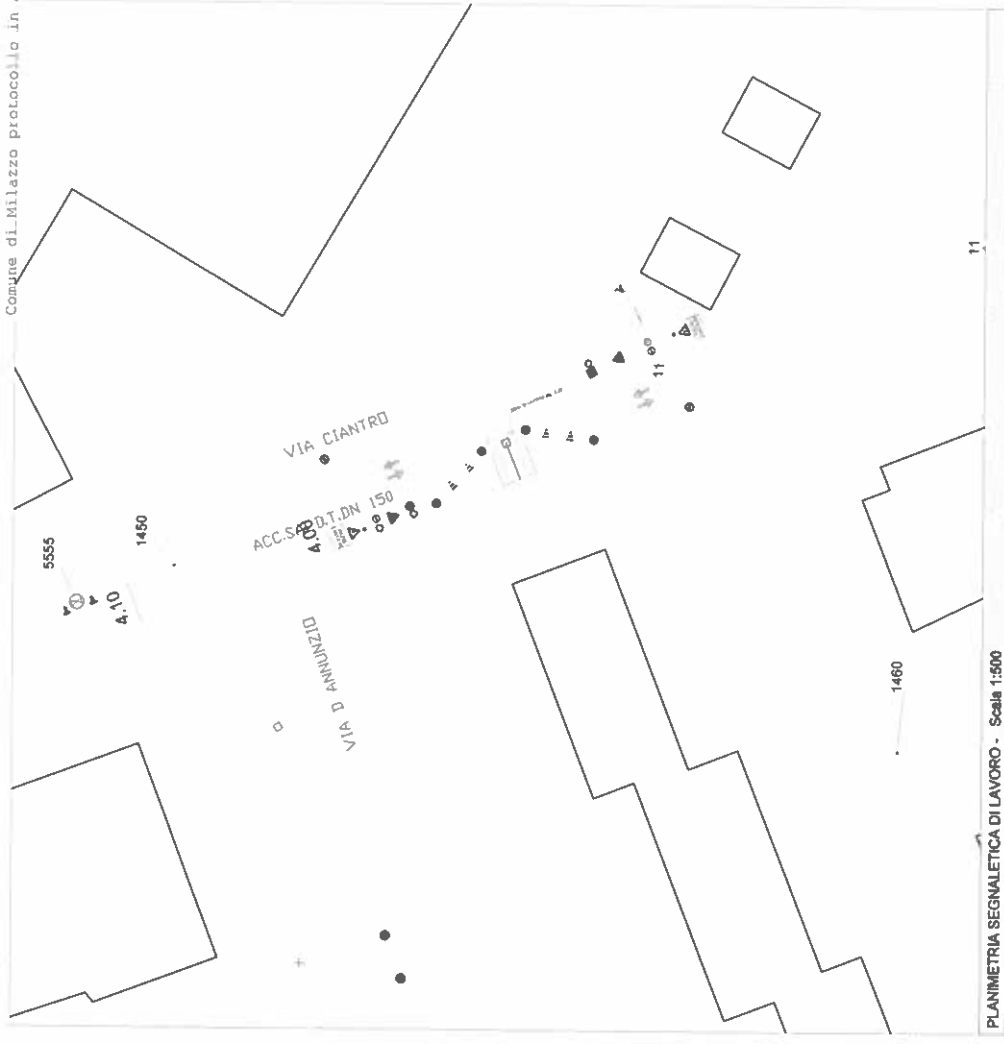 Comune di Milazzo protocollo in
5555
1450
4.10
VIA CIANTRO
ACC.SA
D.T.DN 150
4.00
VIA D ANNUNZIO
11
11
1460
PLANIMETRIA SEGNALETICA DI LAVORO - Scala 1:500